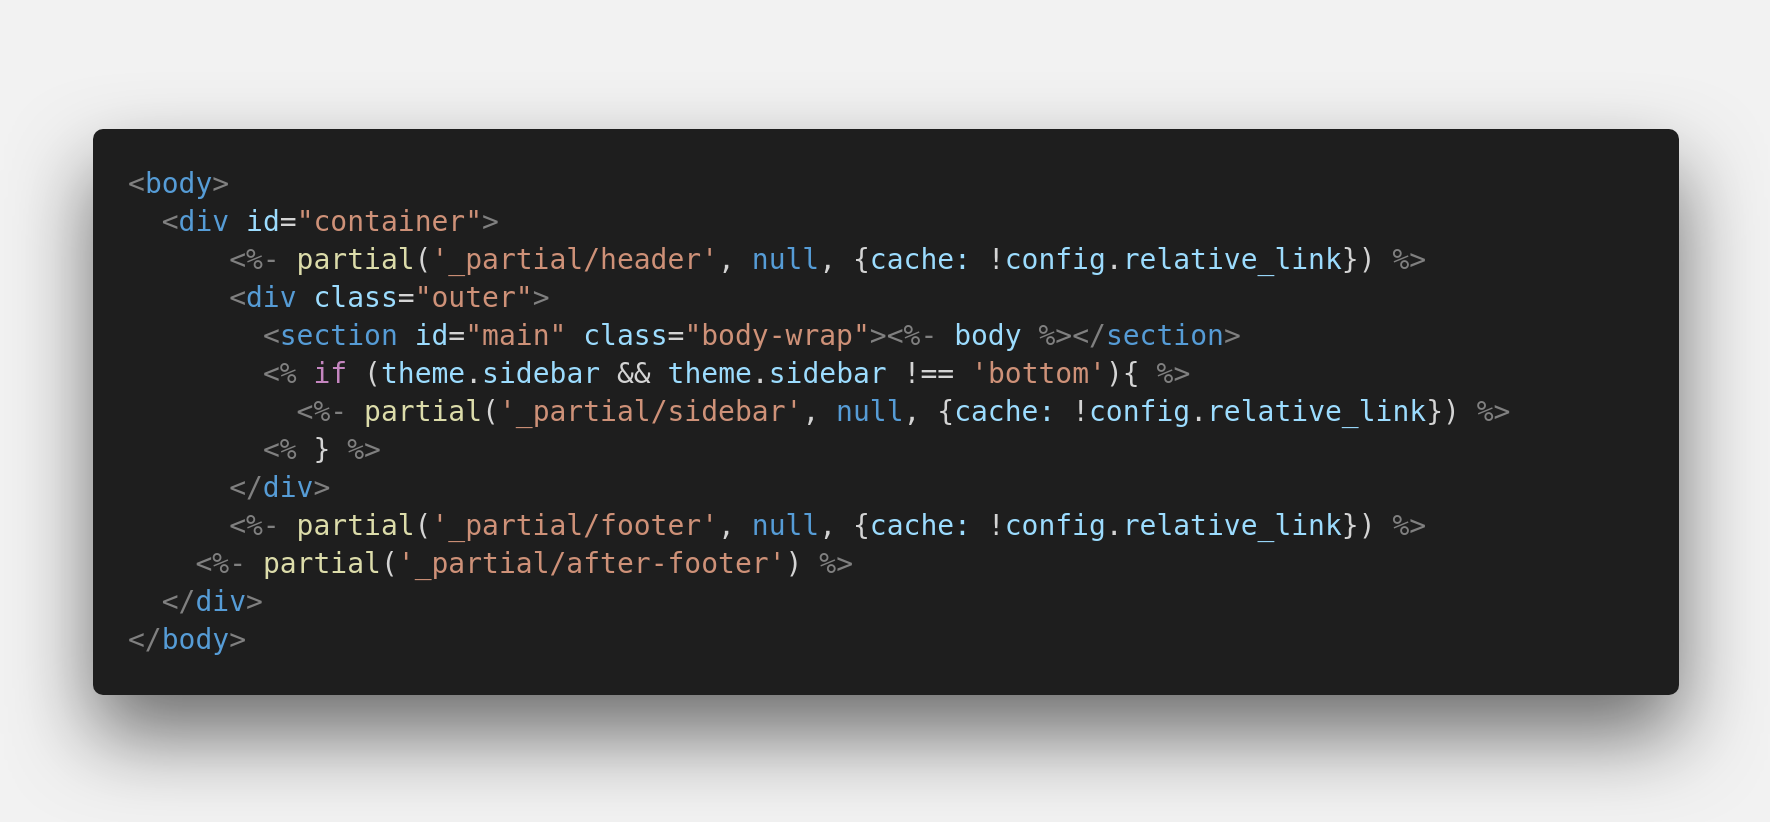 <body>
  <div id="container">
      <%- partial('_partial/header', null, {cache: !config.relative_link}) %>
      <div class="outer">
        <section id="main" class="body-wrap"><%- body %></section>
        <% if (theme.sidebar && theme.sidebar !== 'bottom'){ %>
          <%- partial('_partial/sidebar', null, {cache: !config.relative_link}) %>
        <% } %>
      </div>
      <%- partial('_partial/footer', null, {cache: !config.relative_link}) %>
    <%- partial('_partial/after-footer') %>
  </div>
</body>